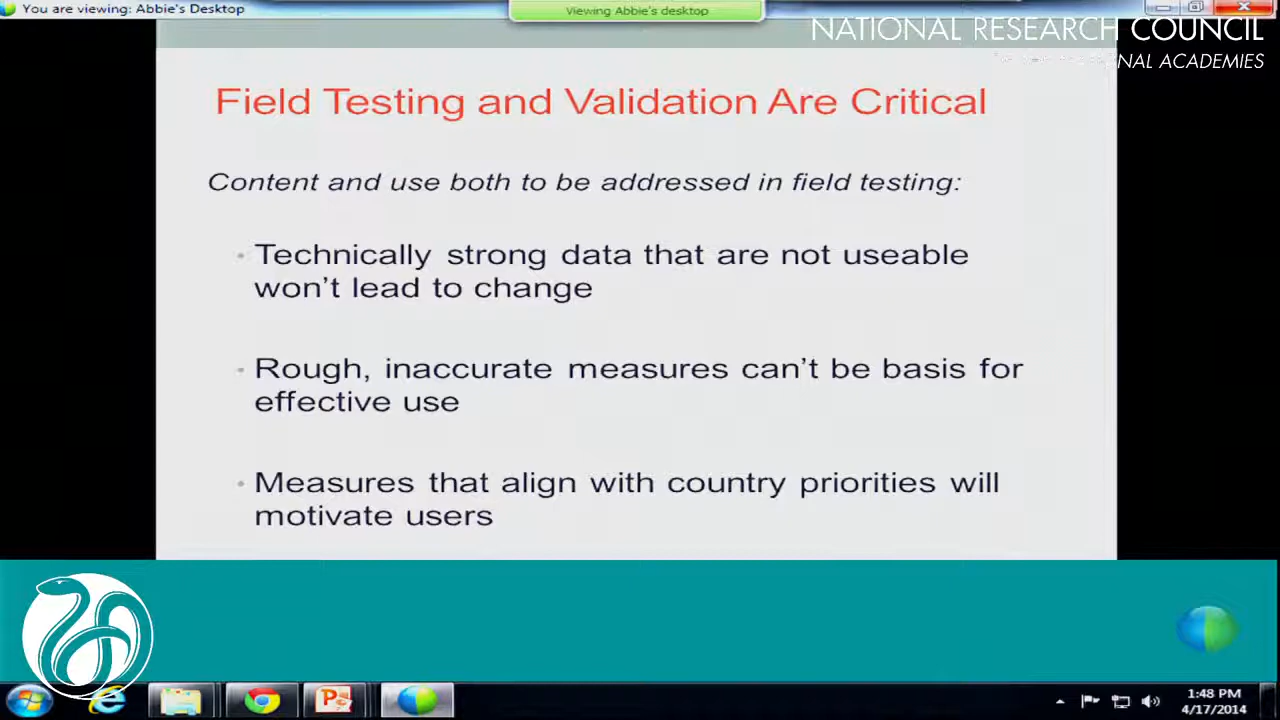 You are viewing: Abbie's Desktop
Viewing Abbie's desktop
NATIONAL RESEARCH COUNCIL
NAL ACADEMIES
Field Testing and Validation Are Critical
Content and use both to be addressed in field testing:
• Technically strong data that are not useable
won't lead to change
• Rough, inaccurate measures can't be basis for
effective use
• Measures that align with country priorities will
motivate users
1:48 PM
4/17/2014